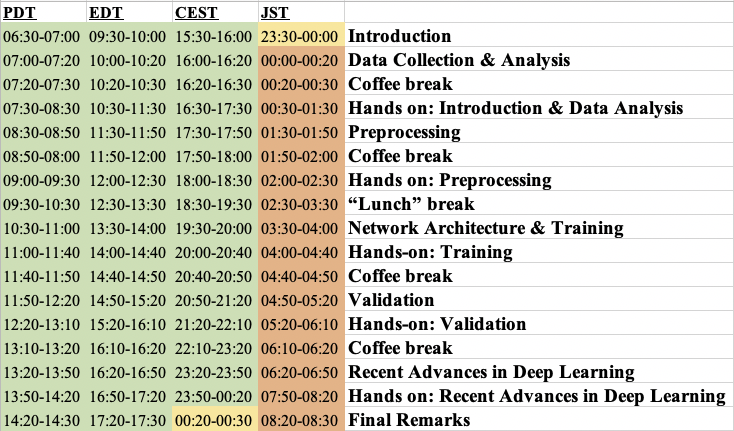 PDT EDT CEST JST
06:30-07:00 09:30-10:00 15:30-16:00 23:30-00:00 Introduction
07:00-07:20 10:00-10:20 16:00-16:20 00:00-00:20 Data Collection & Analysis
07:20-07:30 10:20-10:30 16:20-16:30 00:20-00:30 Coffee break
07:30-08:30 10:30-11:30 16:30-17:30 00:30-01:30 Hands on: Introduction & Data Analysis
08:30-08:50 11:30-11:50 17:30-17:50 01:30-01:50 Preprocessing
08:50-08:00 11:50-12:00 17:50-18:00 01:50-02:00 Coffee break
09:00-09:30 12:00-12:30 18:00-18:30 02:00-02:30 Hands on: Preprocessing
09:30-10:30 12:30-13:30 18:30-19:30 02:30-03:30 “Lunch” break
10:30-11:00 13:30-14:00 19:30-20:00 03:30-04:00 Network Architecture & Training
11:00-11:40 14:00-14:40 20:00-20:40 04:00-04:40 Hands-on: Training
11:40-11:50 14:40-14:50 20:40-20:50 04:40-04:50 Coffee break
11:50-12:20 14:50-15:20 20:50-21:20 04:50-05:20 Validation
12:20-13:10 15:20-16:10 21:20-22:10 05:20-06:10 Hands-on: Validation
13:10-13:20 16:10-16:20 22:10-23:20 06:10-06:20 Coffee break
13:20-13:50 16:20-16:50 23:20-23:50 06:20-06:50 Recent Advances in Deep Learning
13:50-14:20 16:50-17:20 23:50-00:20 07:50-08:20 Hands on: Recent Advances in Deep Learning
14:20-14:30 17:20-17:30 00:20-00:30 08:20-08:30 Final Remarks